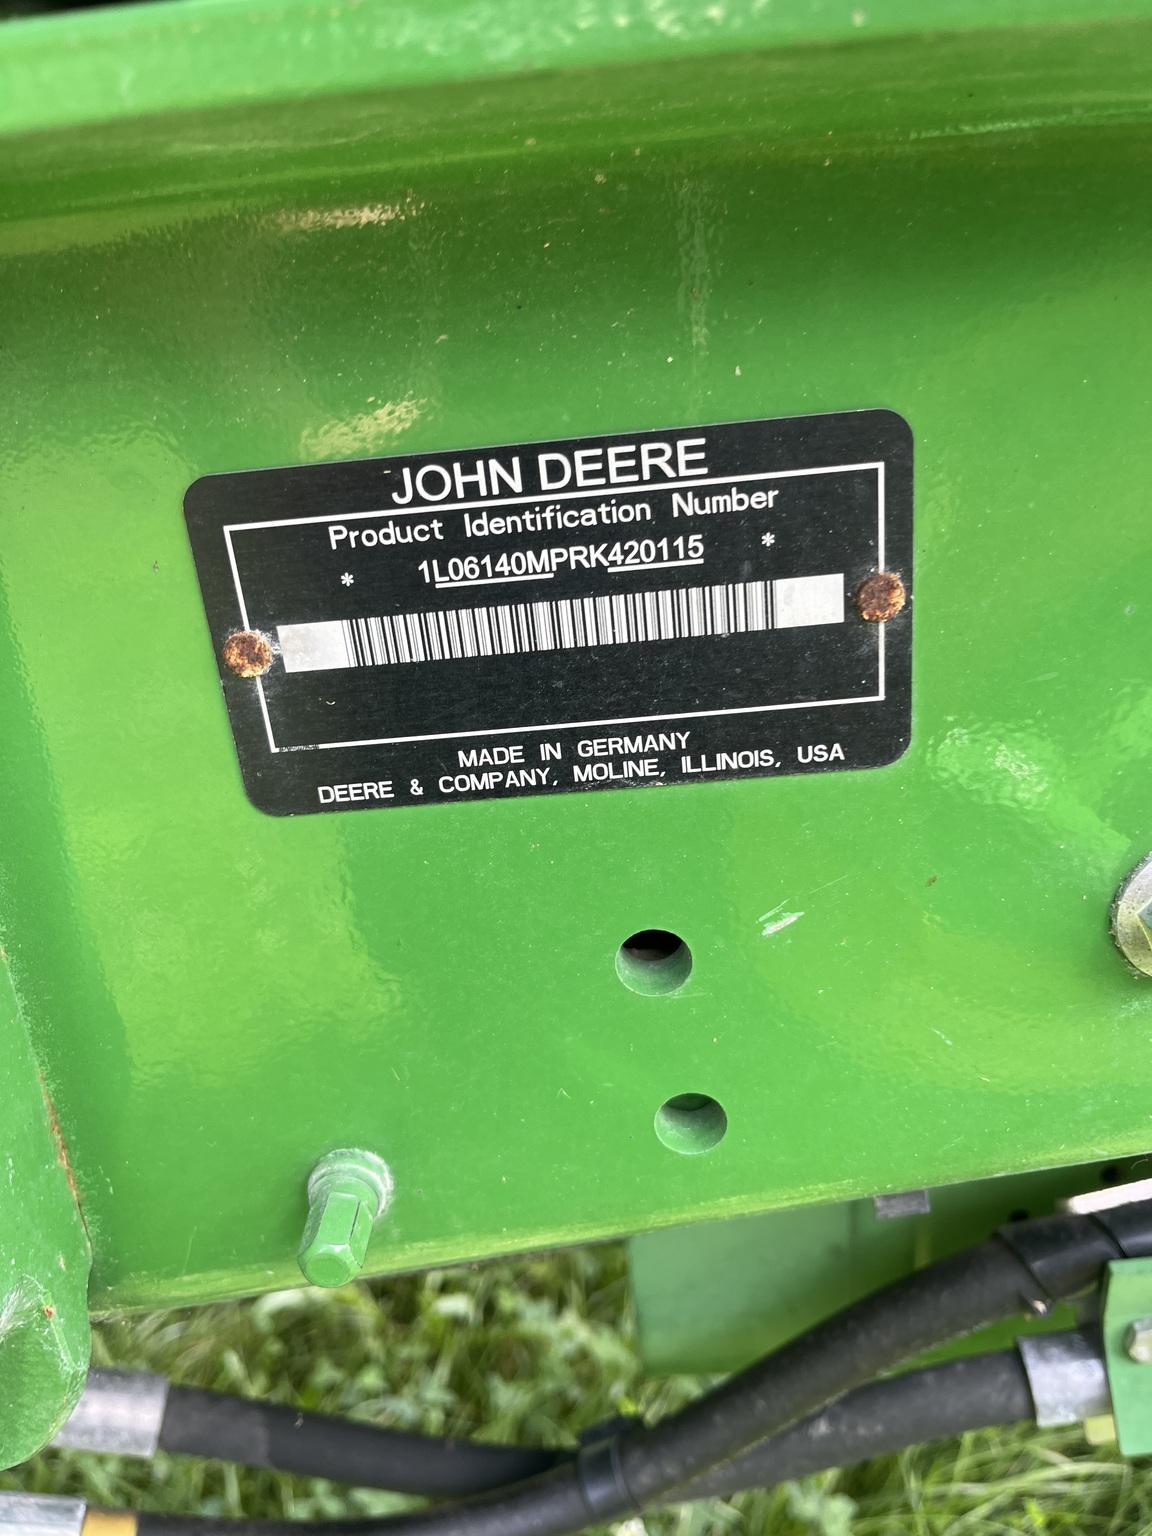 JOHN DEERE
Product Identification Number
* 1L06140MPRK420115 *
MADE IN GERMANY
DEERE & COMPANY, MOLINE, ILLINOIS, USA